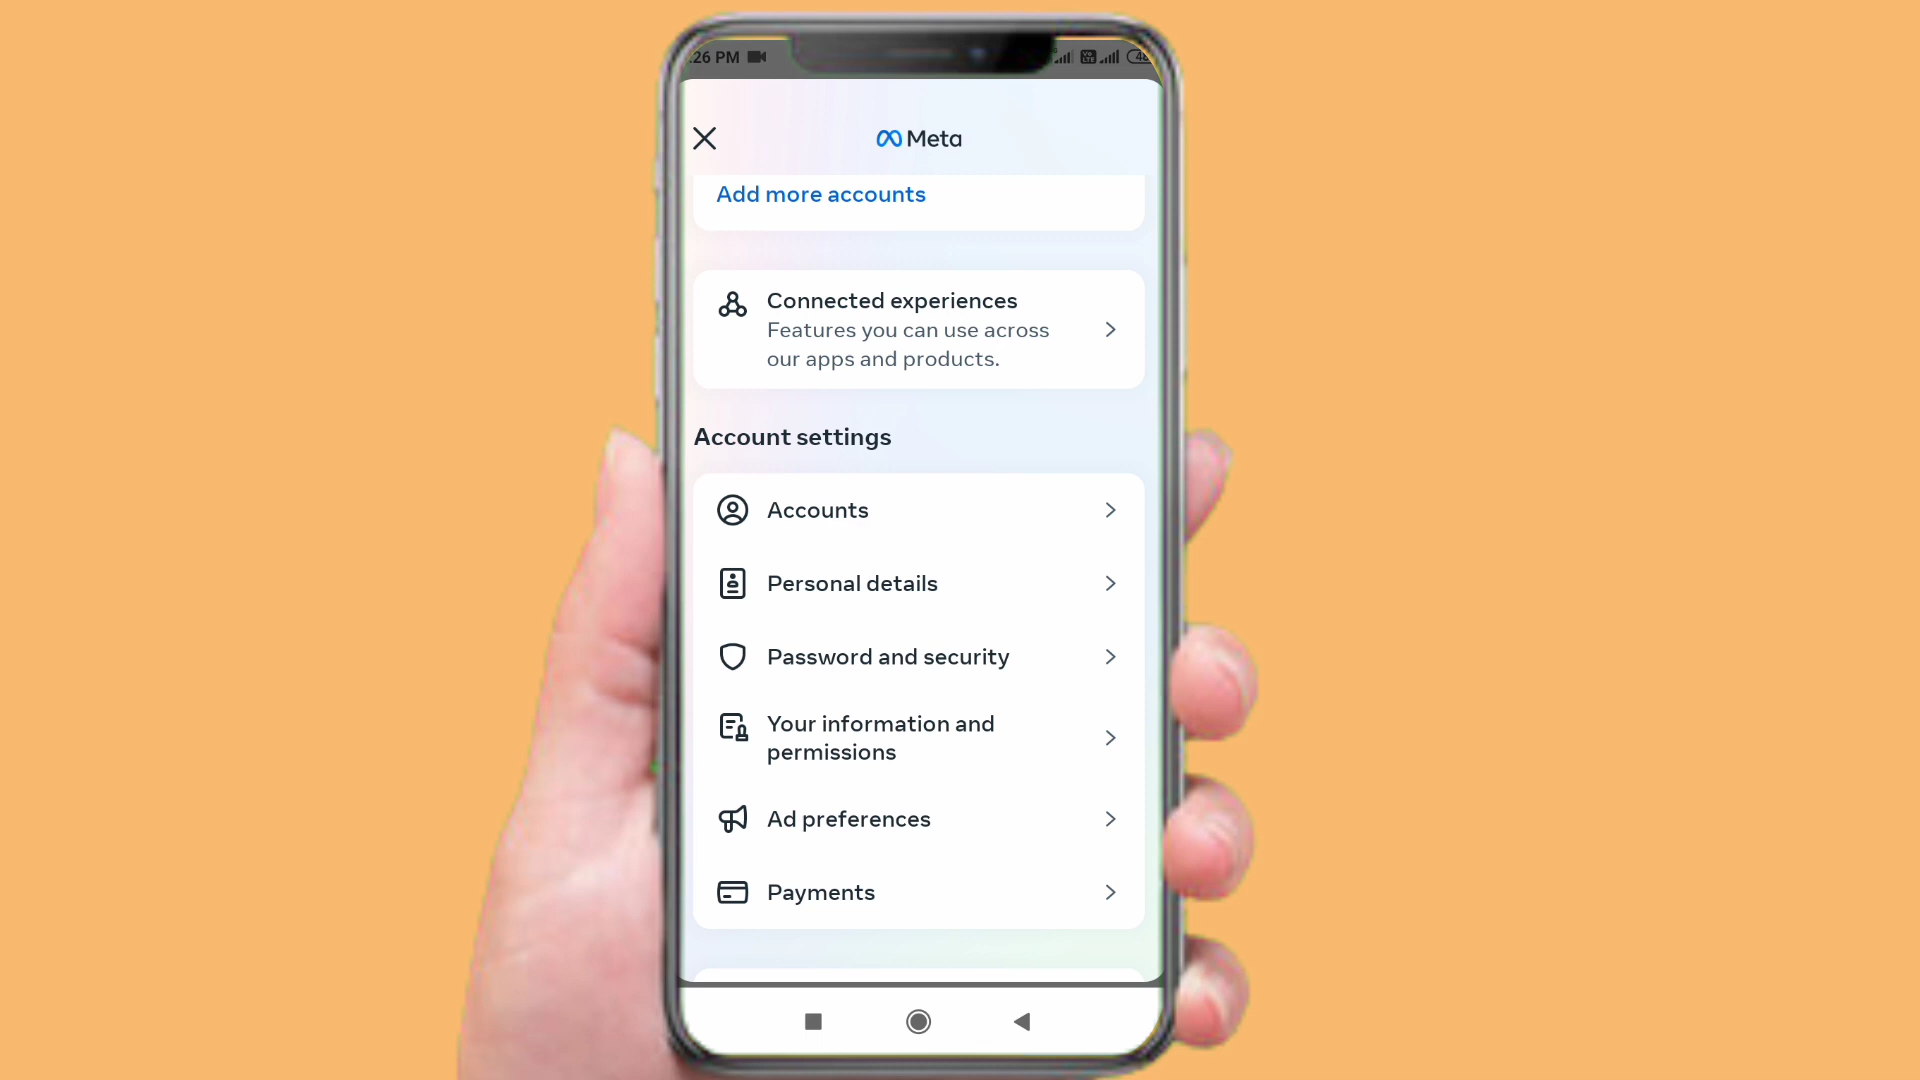 :26 PM
Meta
Add more accounts
Connected experiences
Features you can use across
our apps and products.
Account settings
Accounts
Personal details
Password and security
Your information and
permissions
Ad preferences
Payments